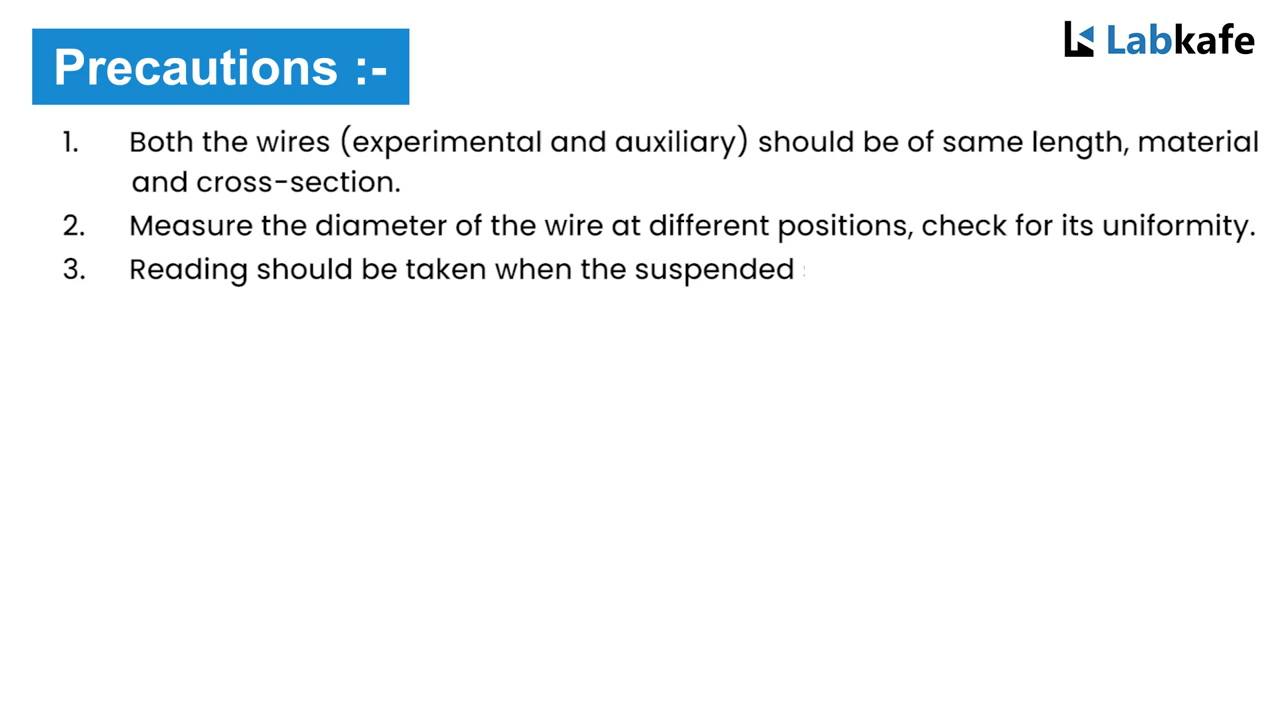 Labkafe
Precautions :-
1. Both the wires (experimental and auxiliary) should be of same length, material
and cross-section.
2. Measure the diameter of the wire at different positions, check for its uniformity.
3. Reading should be taken when the suspended